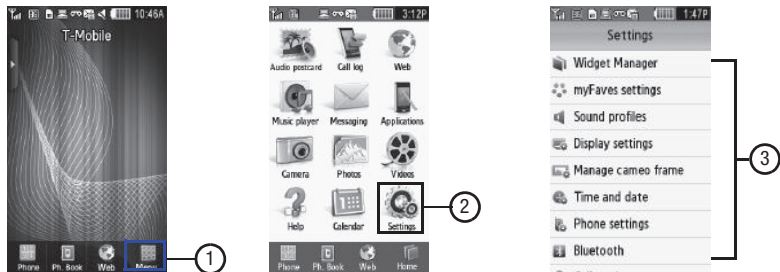 10:46A
T-Mobile
Phone Ph. Book Web Menu
1
3:12P
Audio postcard Call log Web
Music player Messaging Applications
Camera Photos Videos
Help Calendar Settings
2
Phone Ph. Book Web Home
1:47P
Settings
Widget Manager
myFaves settings
Sound profiles
Display settings
Manage cameo frame
Time and date
Phone settings
Bluetooth
3